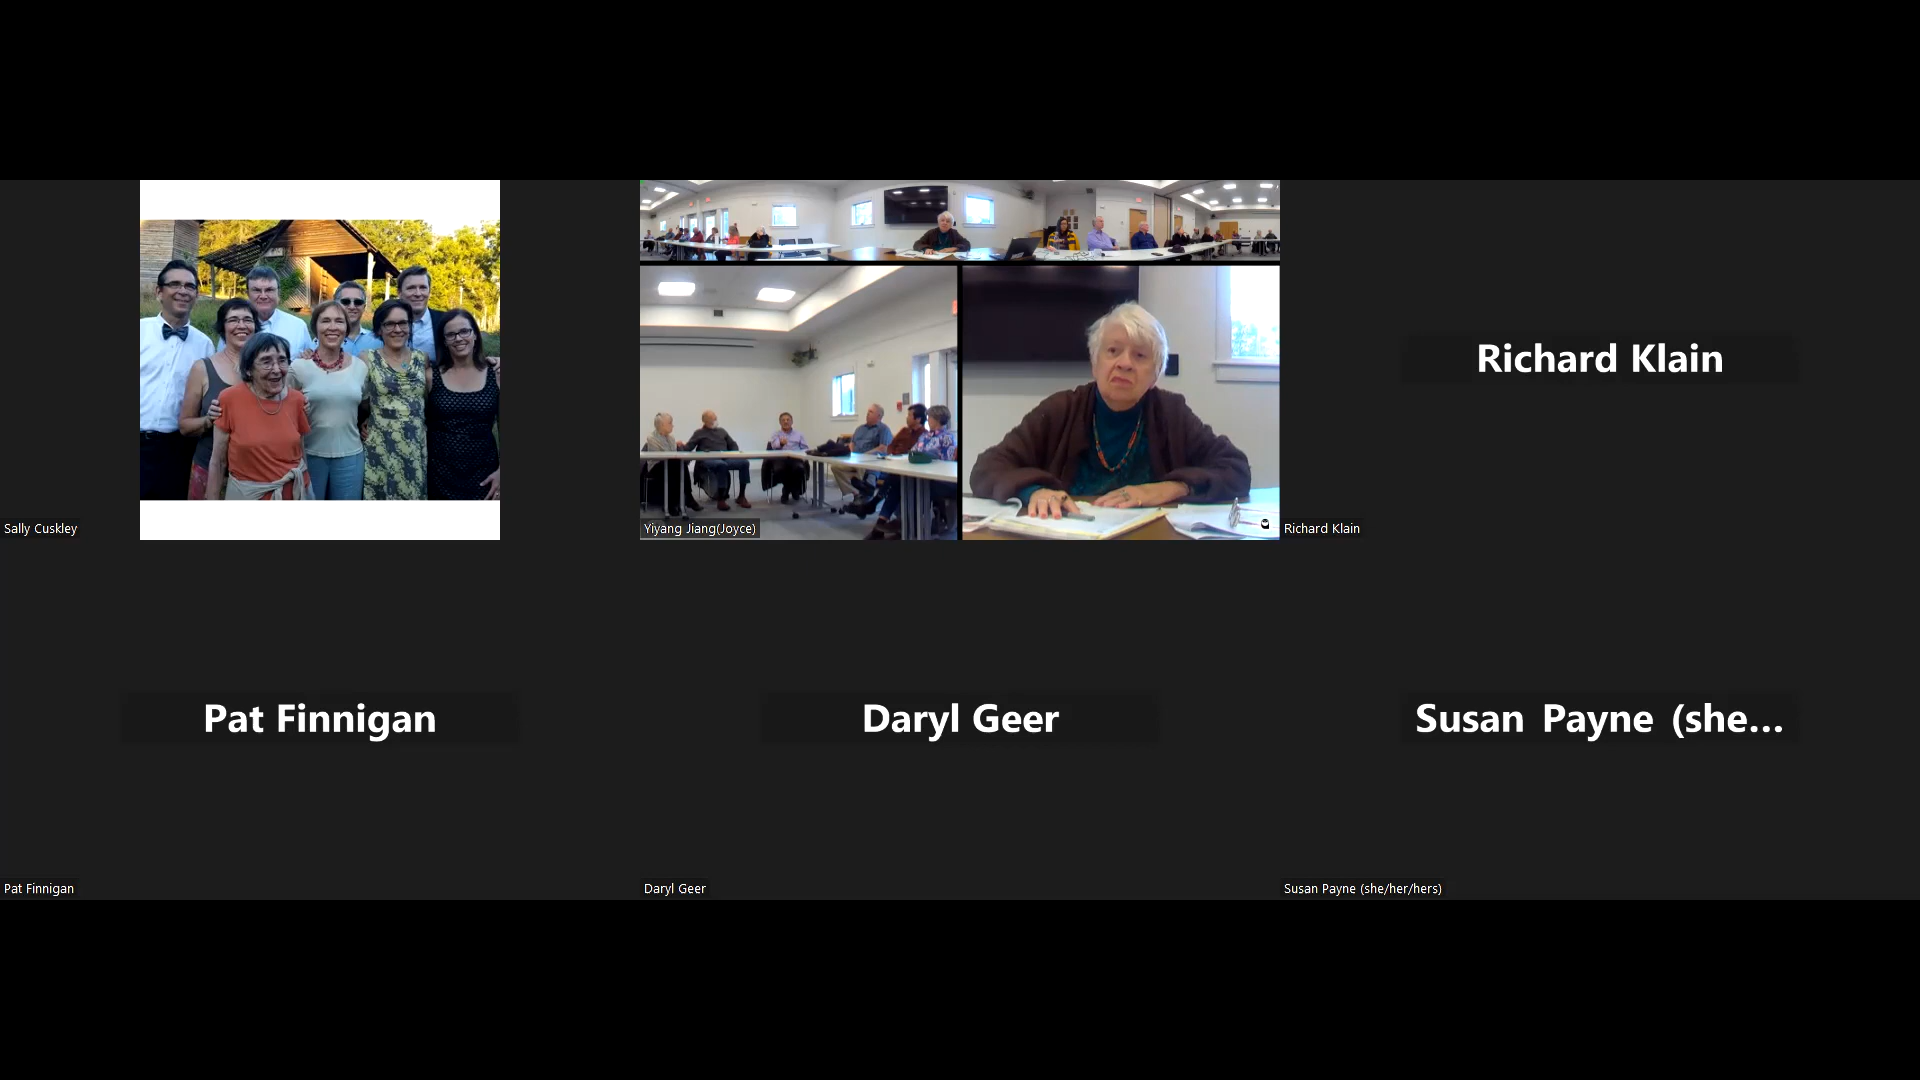 Richard Klain
Sally Cuskley
Yiyang Jiang(Joyce)
Richard Klain
Pat Finnigan
Daryl Geer
Susan Payne (she...
Pat Finnigan
Daryl Geer
Susan Payne (she/her/hers)